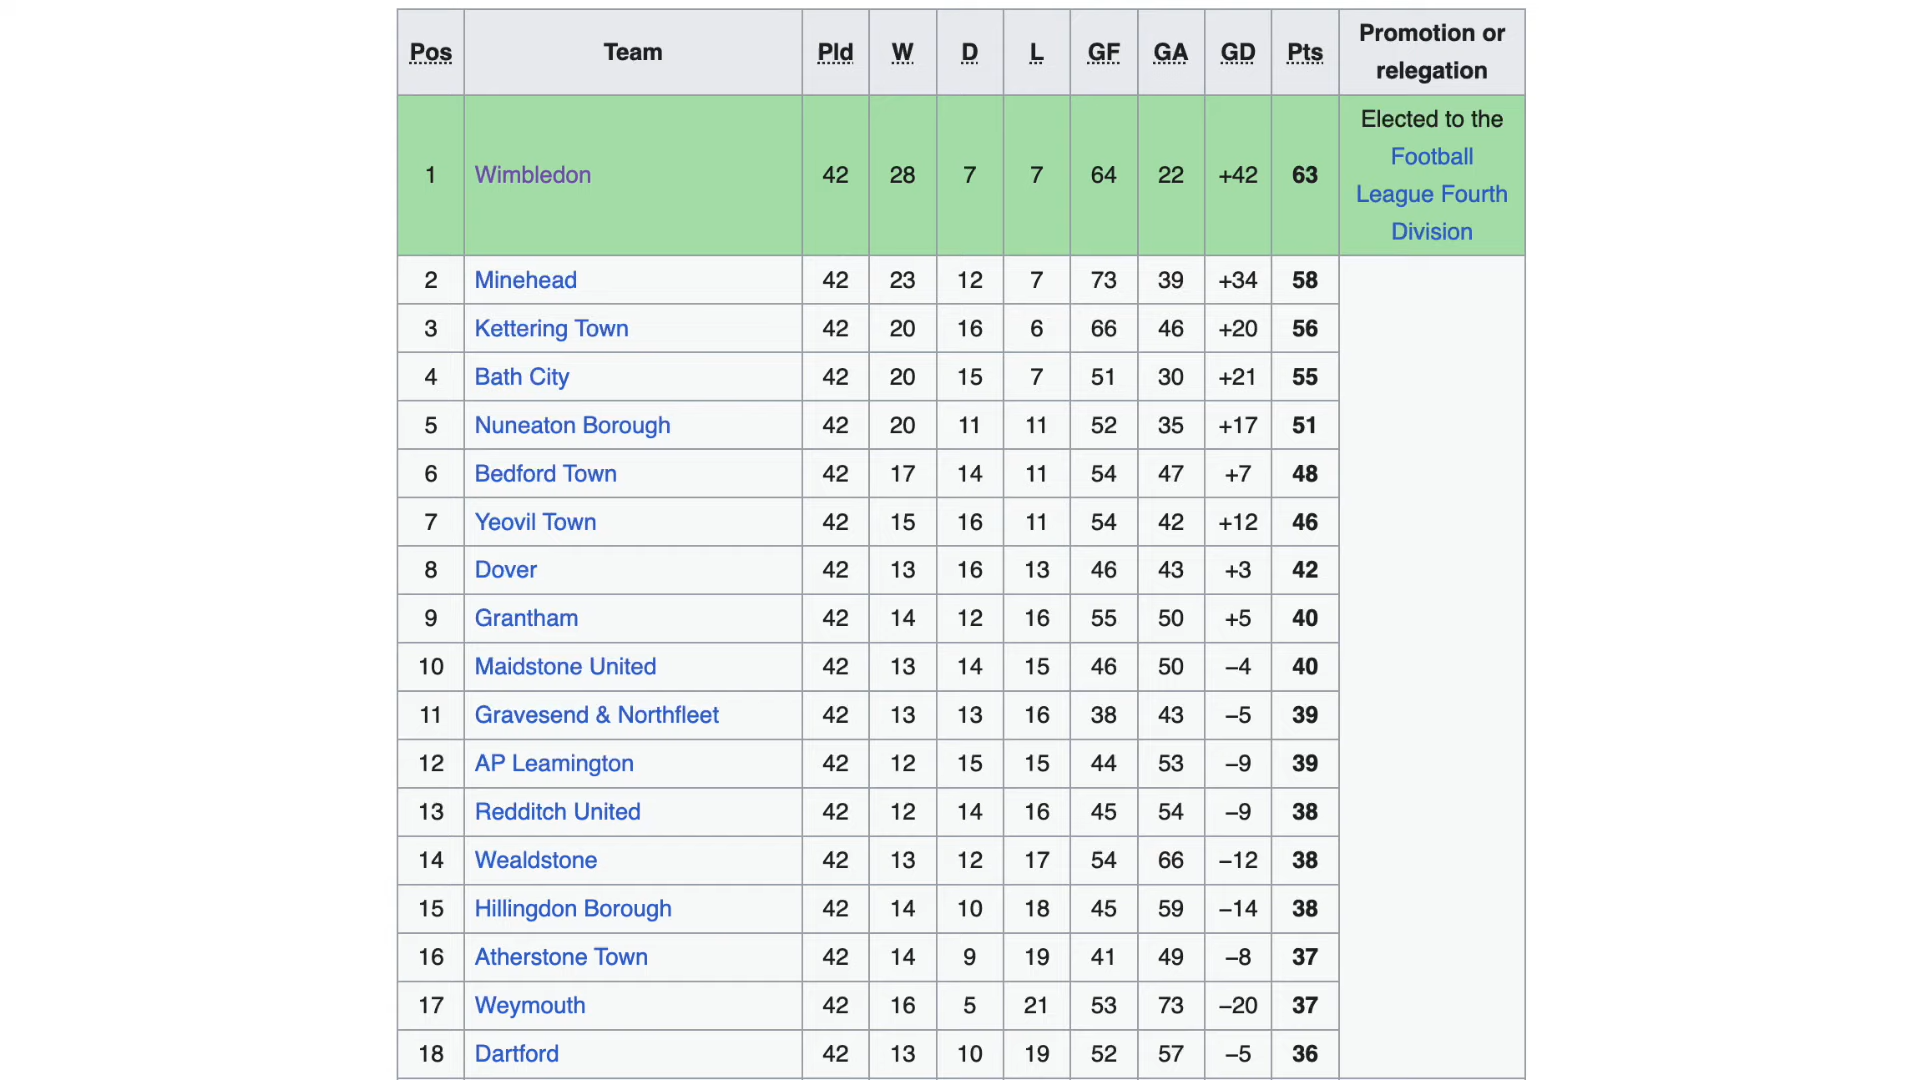 Pos Team Pld W D L GF GA GD Pts Promotion or
relegation
1 Wimbledon 42 28 7 7 64 22 +42 63 Elected to the
Football
League Fourth
Division
2 Minehead 42 23 12 7 73 39 +34 58
3 Kettering Town 42 20 16 6 66 46 +20 56
4 Bath City 42 20 15 7 51 30 +21 55
5 Nuneaton Borough 42 20 11 11 52 35 +17 51
6 Bedford Town 42 17 14 11 54 47 +7 48
7 Yeovil Town 42 15 16 11 54 42 +12 46
8 Dover 42 13 16 13 46 43 +3 42
9 Grantham 42 14 12 16 55 50 +5 40
10 Maidstone United 42 13 14 15 46 50 −4 40
11 Gravesend & Northfleet 42 13 13 16 38 43 −5 39
12 AP Leamington 42 12 15 15 44 53 −9 39
13 Redditch United 42 12 14 16 45 54 −9 38
14 Wealdstone 42 13 12 17 54 66 −12 38
15 Hillingdon Borough 42 14 10 18 45 59 −14 38
16 Atherstone Town 42 14 9 19 41 49 −8 37
17 Weymouth 42 16 5 21 53 73 −20 37
18 Dartford 42 13 10 19 52 57 −5 36